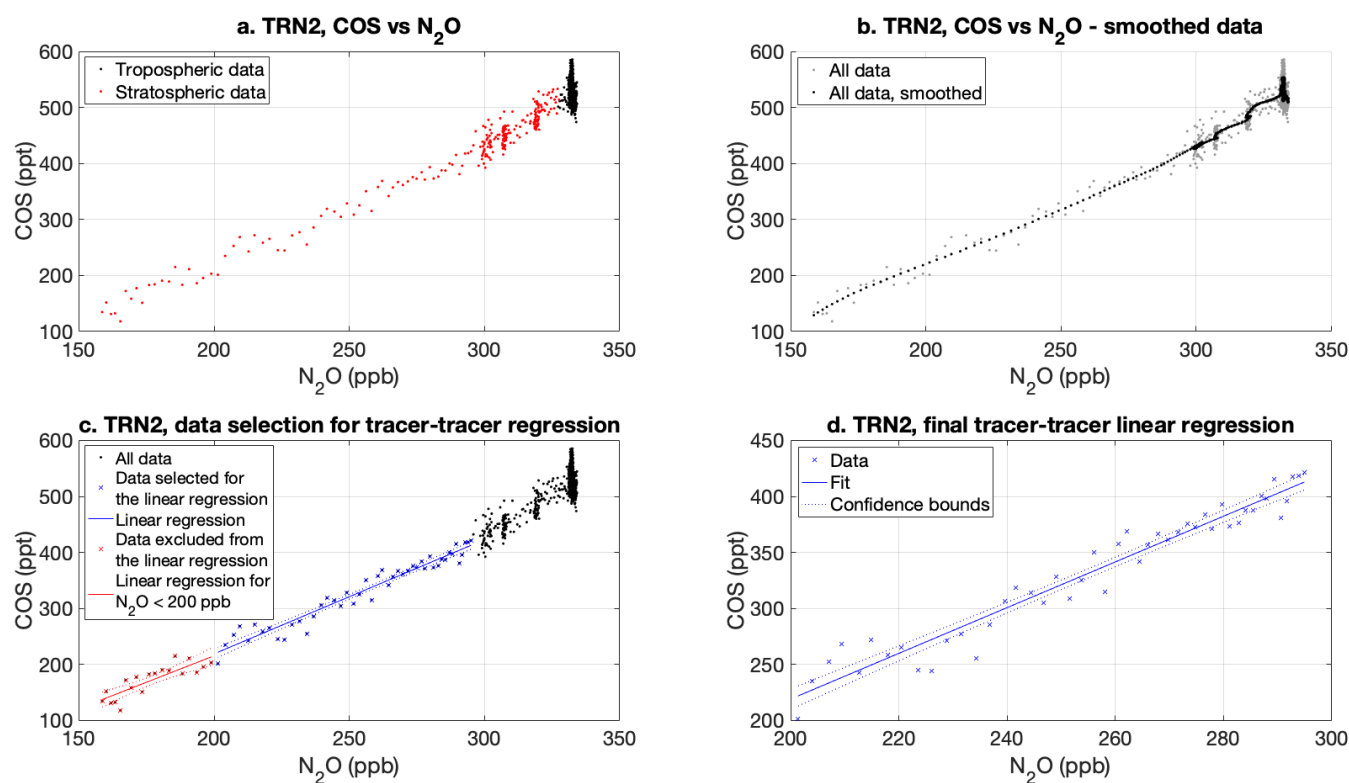 a. TRN2, COS vs N₂O
600
500
400
300
200
100
COS (ppt)
Tropospheric data
Stratospheric data
150 200 250 300 350
N₂O (ppb)
b. TRN2, COS vs N₂O - smoothed data
600
500
400
300
200
100
COS (ppt)
All data
All data, smoothed
150 200 250 300 350
N₂O (ppb)
c. TRN2, data selection for tracer-tracer regression
600
500
400
300
200
100
COS (ppt)
All data
Data selected for
the linear regression
Linear regression
Data excluded from
the linear regression
Linear regression for
N₂O < 200 ppb
150 200 250 300 350
N₂O (ppb)
d. TRN2, final tracer-tracer linear regression
450
400
350
300
250
200
COS (ppt)
Data
Fit
Confidence bounds
200 220 240 260 280 300
N₂O (ppb)